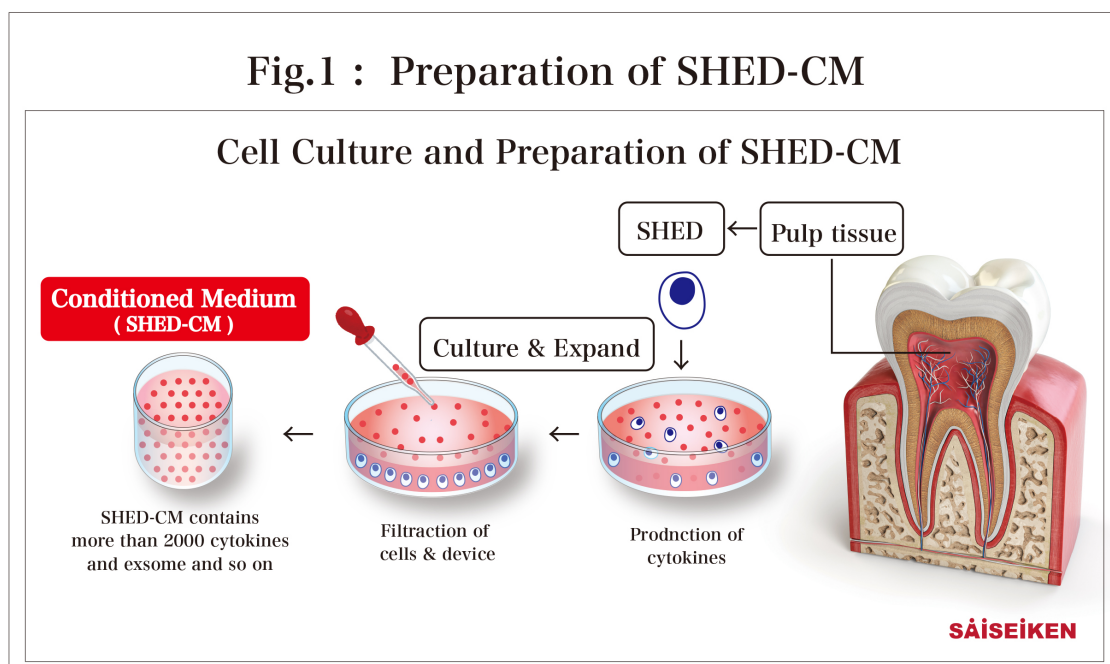 Fig.1 : Preparation of SHED-CM
Cell Culture and Preparation of SHED-CM
SHED
←
Pulp tissue
Conditioned Medium
( SHED-CM )
Culture & Expand
↓
←
←
SHED-CM contains
more than 2000 cytokines
and exsome and so on
Filtraction of
cells & device
Prodnction of
cytokines
SÄISEIKEN